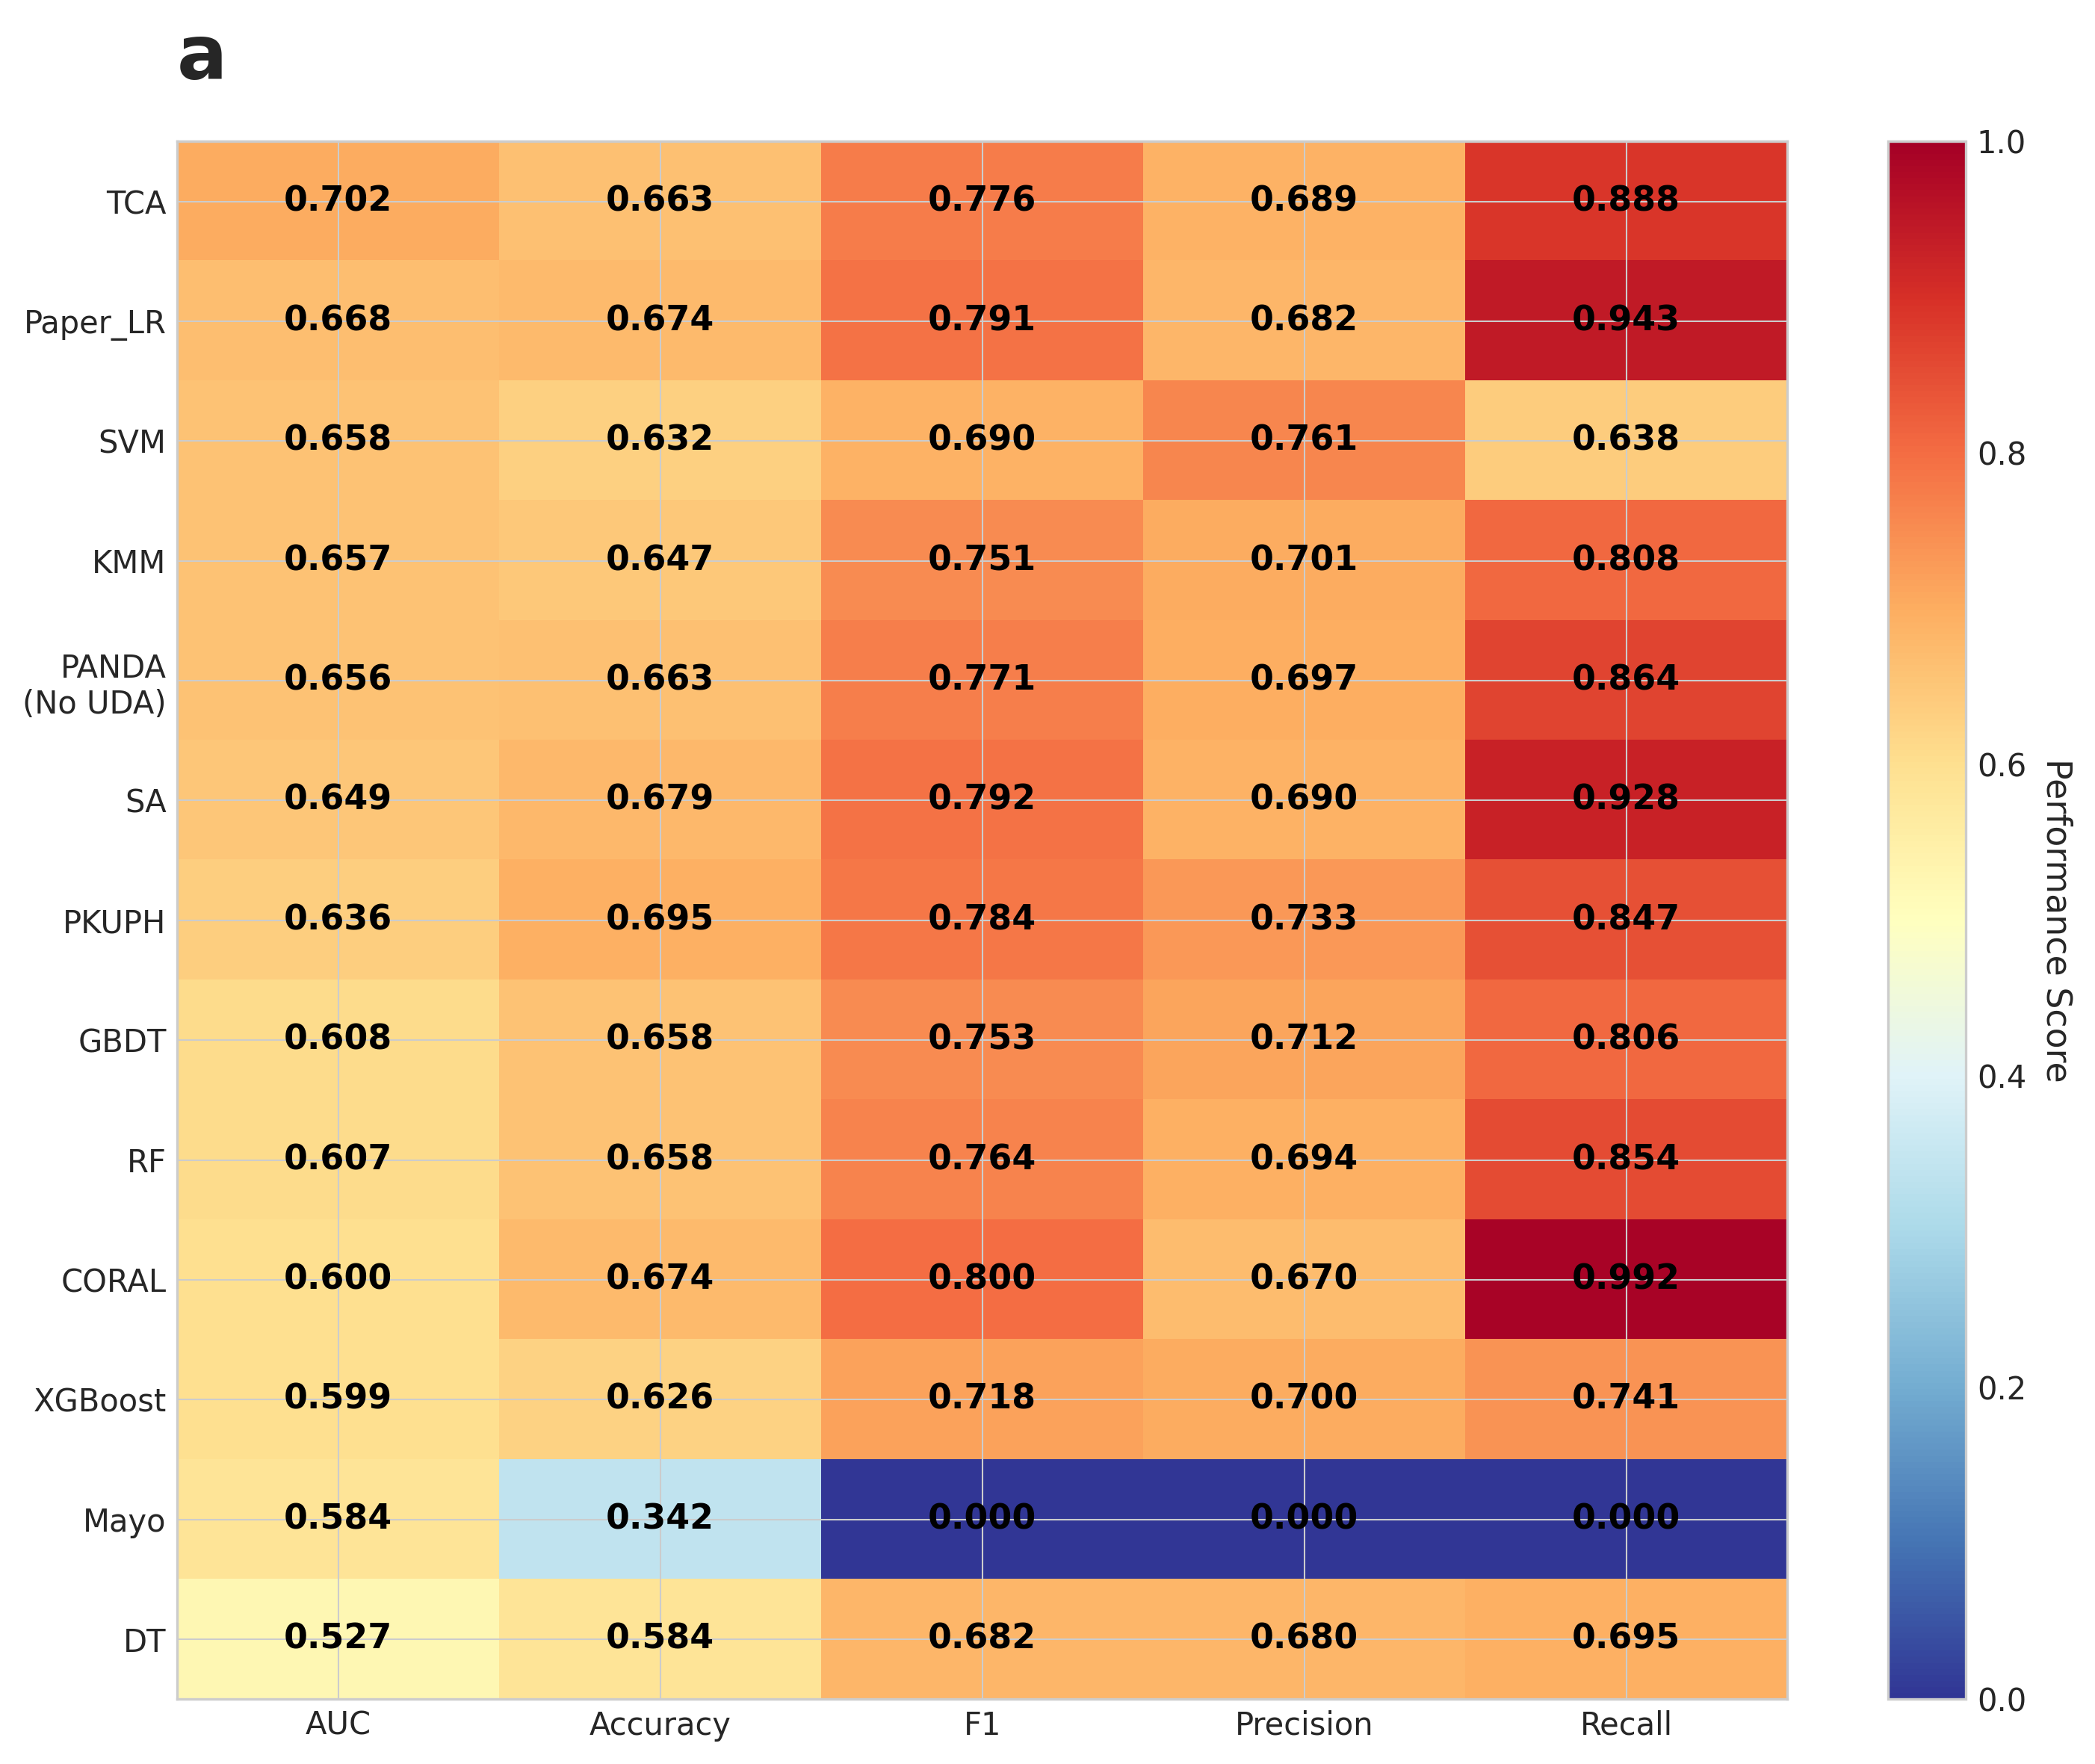 a
TCA 0.702 0.663 0.776 0.689 0.888
Paper_LR 0.668 0.674 0.791 0.682 0.943
SVM 0.658 0.632 0.690 0.761 0.638
KMM 0.657 0.647 0.751 0.701 0.808
PANDA
(No UDA) 0.656 0.663 0.771 0.697 0.864
SA 0.649 0.679 0.792 0.690 0.928
PKUPH 0.636 0.695 0.784 0.733 0.847
GBDT 0.608 0.658 0.753 0.712 0.806
RF 0.607 0.658 0.764 0.694 0.854
CORAL 0.600 0.674 0.800 0.670 0.992
XGBoost 0.599 0.626 0.718 0.700 0.741
Mayo 0.584 0.342 0.000 0.000 0.000
DT 0.527 0.584 0.682 0.680 0.695
AUC Accuracy F1 Precision Recall
1.0
0.8
0.6
0.4
0.2
0.0
Performance Score